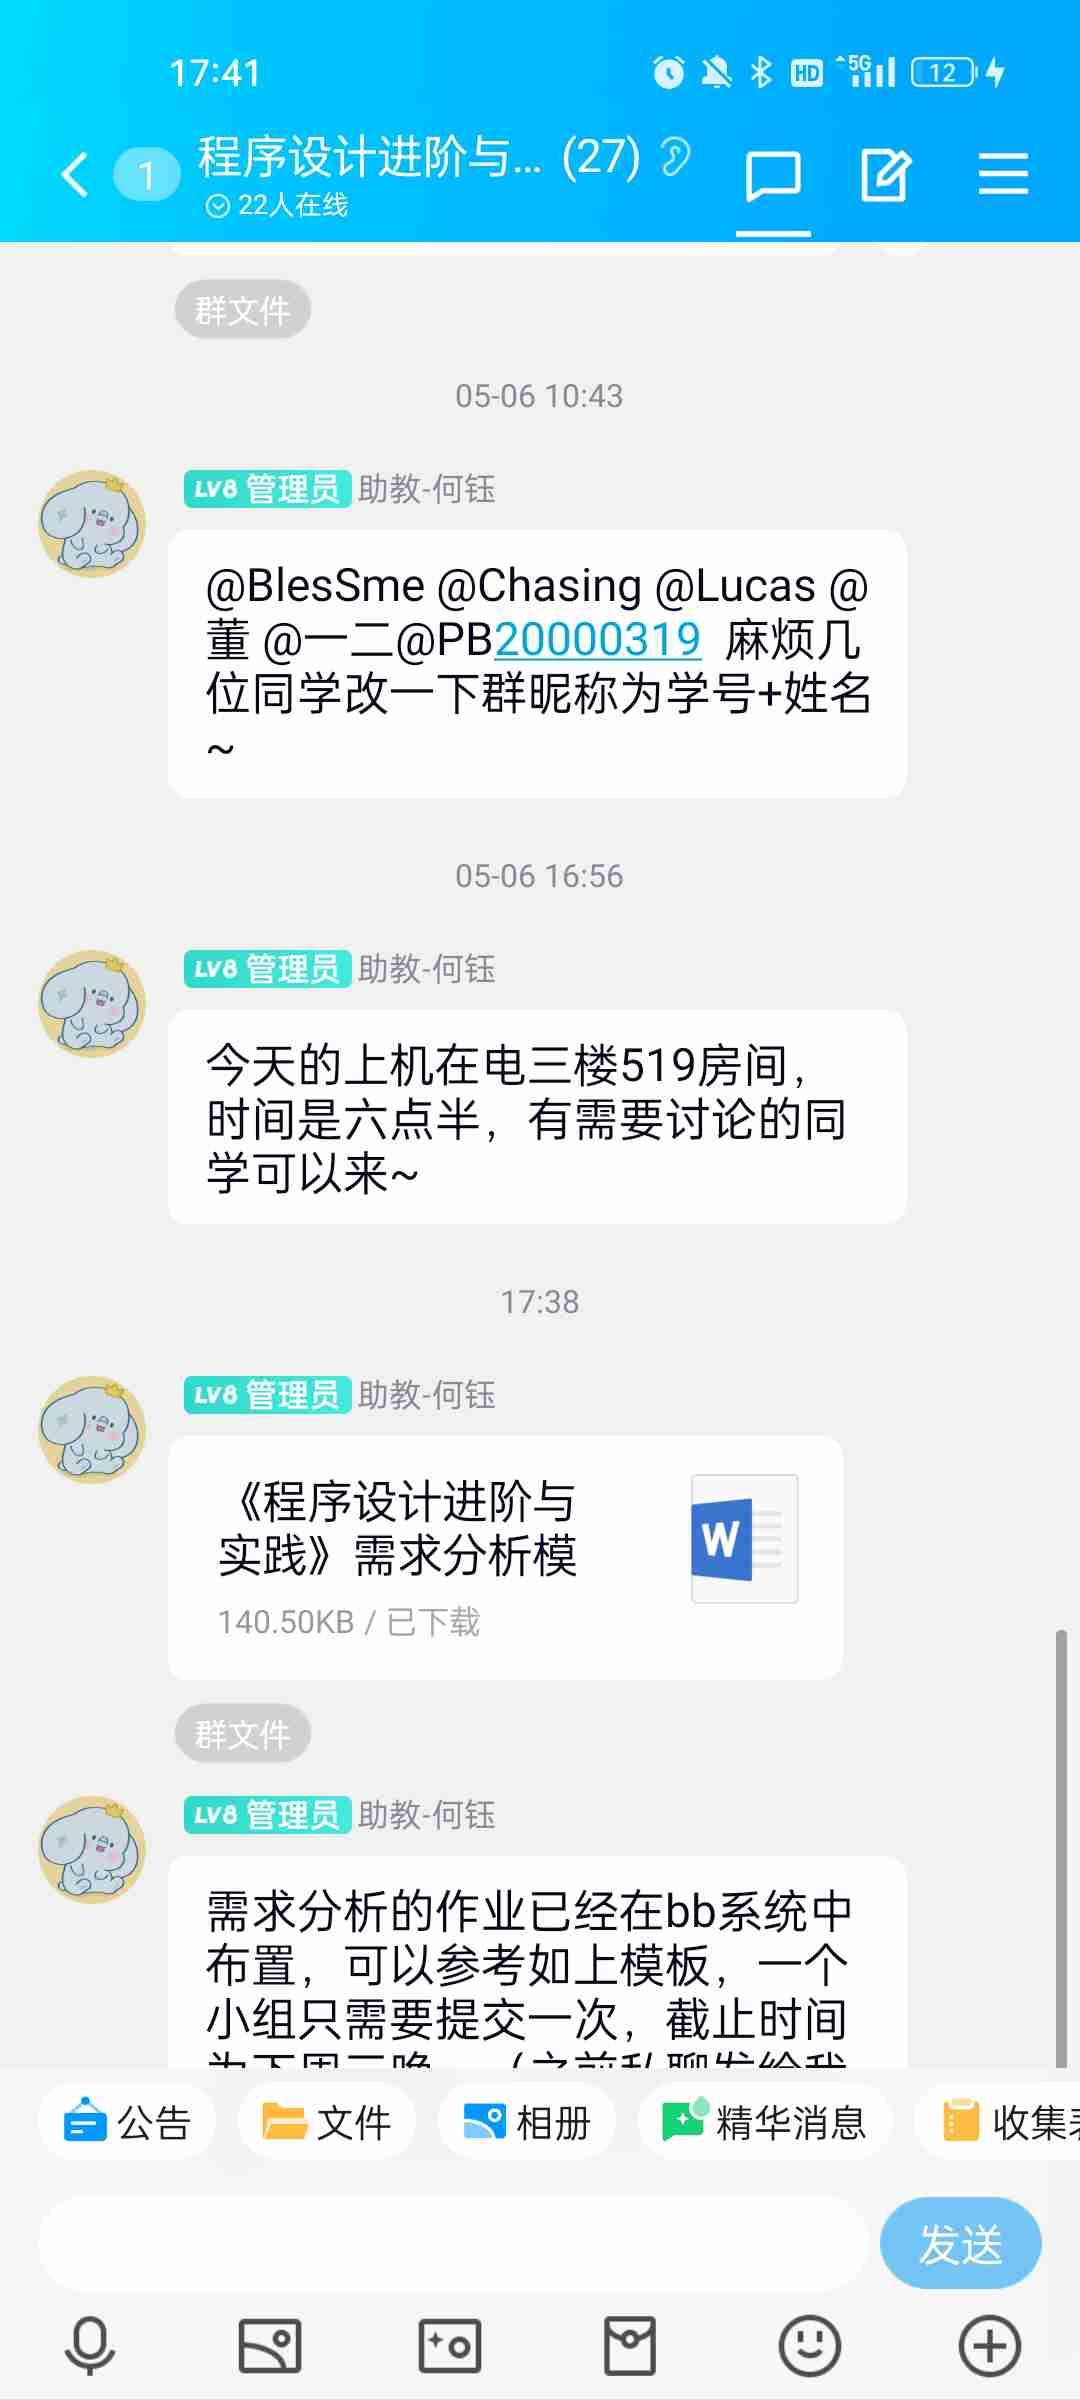 17:41
HD
5G
12
1
程序设计进阶与... (27)
22人在线
群文件
05-06 10:43
LV8 管理员 助教-何钰
@BlesSme @Chasing @Lucas @
董 @一二@PB20000319 麻烦几
位同学改一下群昵称为学号+姓名
~
05-06 16:56
LV8 管理员 助教-何钰
今天的上机在电三楼519房间，
时间是六点半，有需要讨论的同
学可以来~
17:38
LV8 管理员 助教-何钰
《程序设计进阶与
实践》需求分析模
W
140.50KB / 已下载
群文件
LV8 管理员 助教-何钰
需求分析的作业已经在bb系统中
布置，可以参考如上模板，一个
小组只需要提交一次，截止时间
公告
文件
相册
精华消息
收集
发送